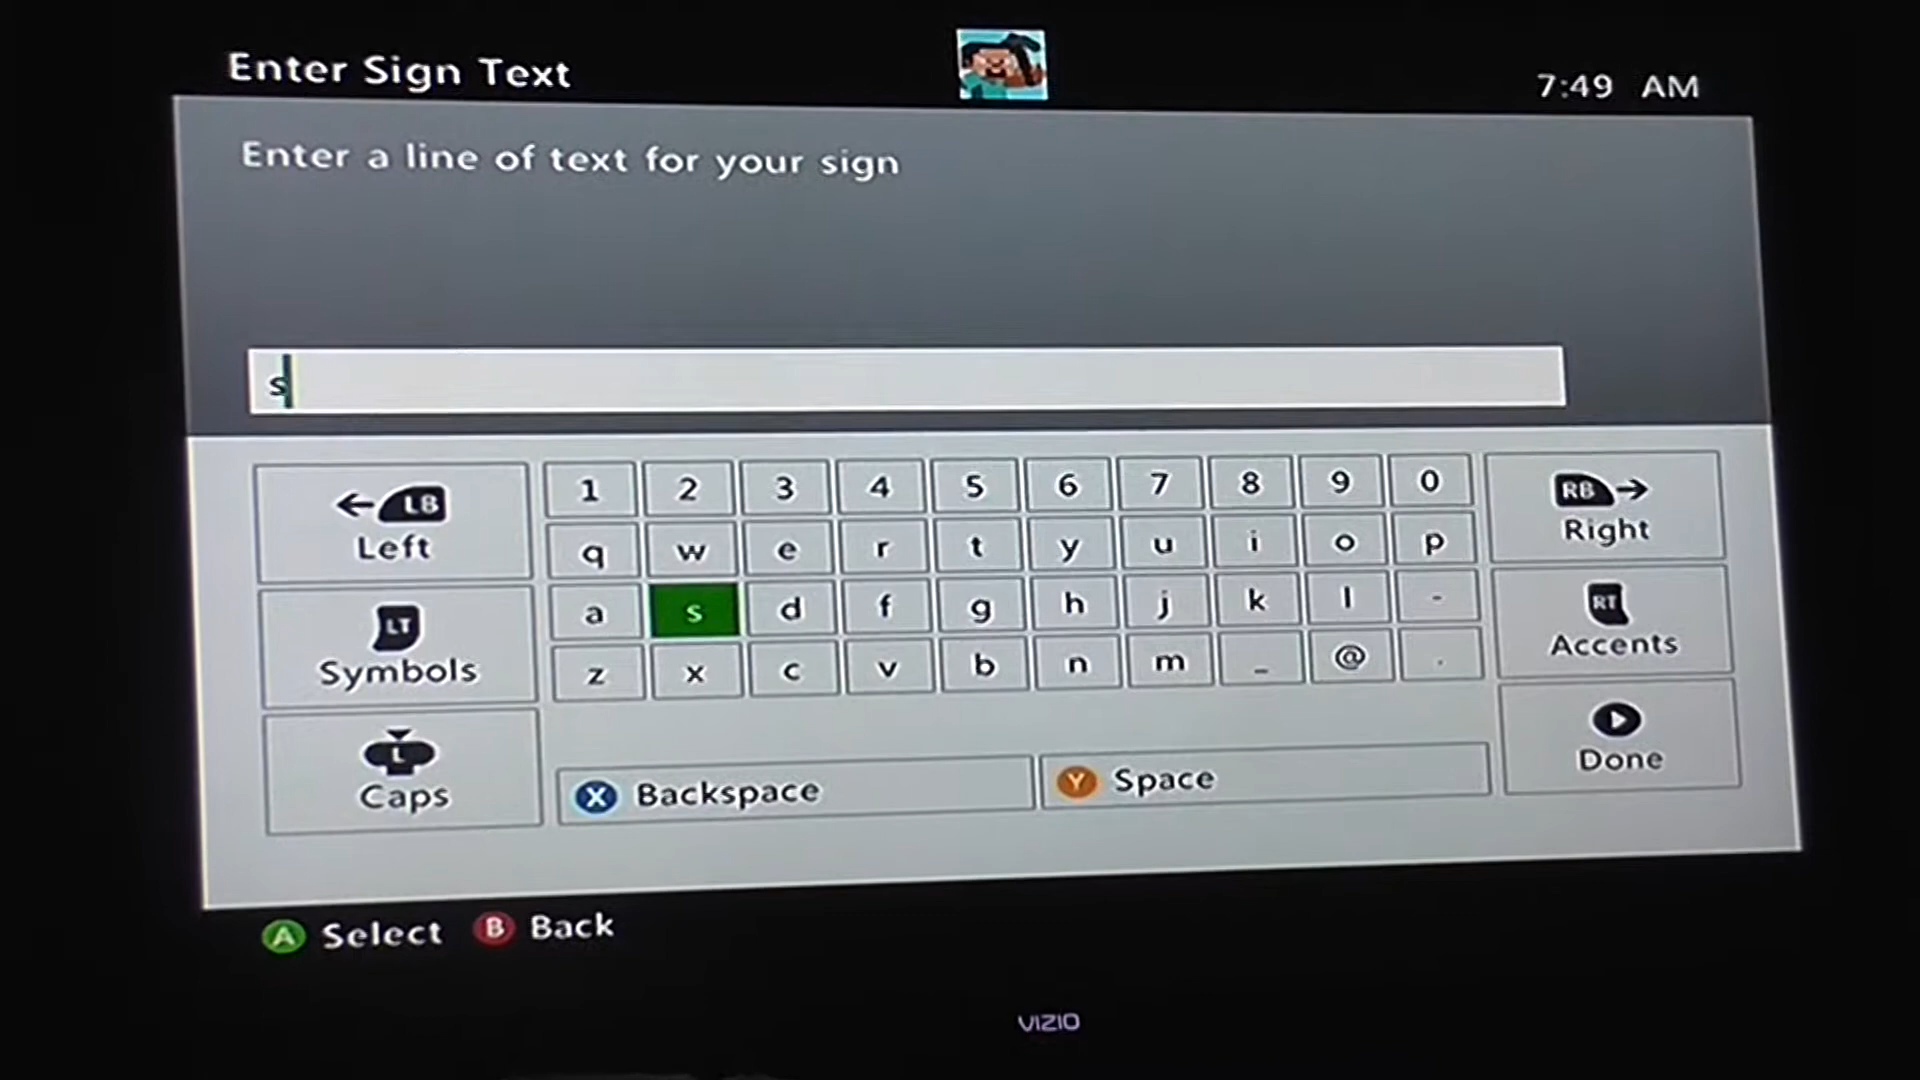 Enter Sign Text
7:49 AM
Enter a line of text for your sign
s
← LB
Left
1 2 3 4 5 6 7 8 9 0
RB →
Right
q w e r t y u i o p
LT
Symbols
a s d f g h j k l -
RT
Accents
z x c v b n m _ @ .
L
Caps
X Backspace
Y Space
Done
A Select B Back
VIZIO